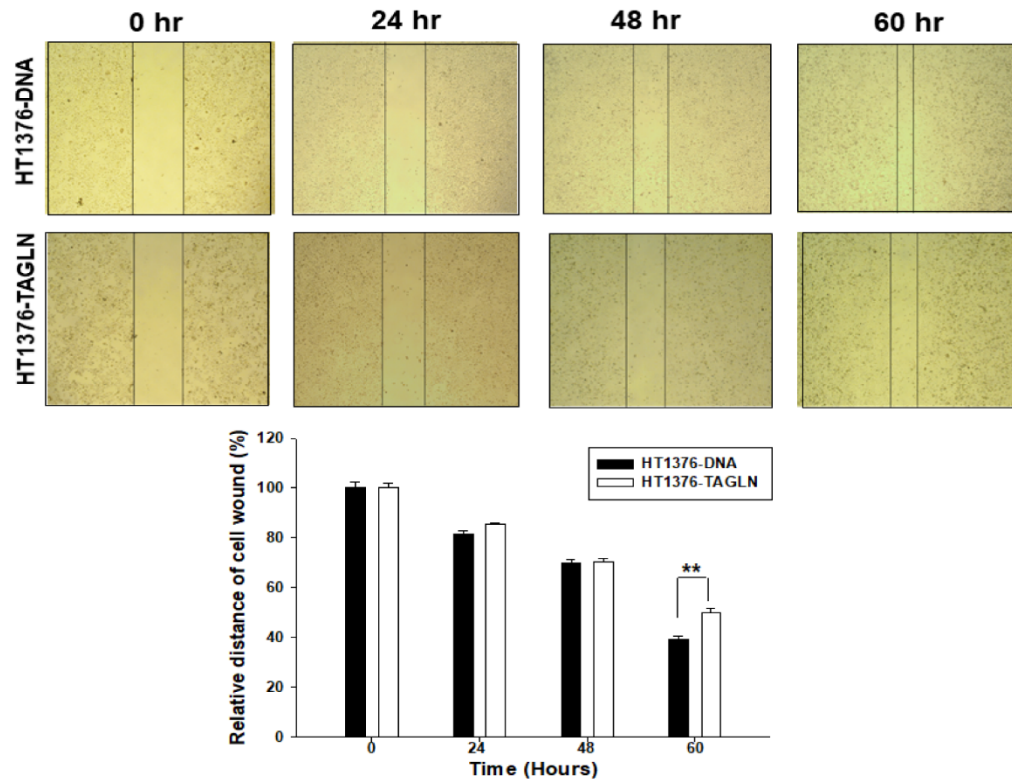 0 hr 24 hr 48 hr 60 hr
HT1376-DNA
HT1376-TAGLN
Relative distance of cell wound (%)
120
100
80
60
40
20
0
HT1376-DNA
HT1376-TAGLN
**
0 24 48 60
Time (Hours)